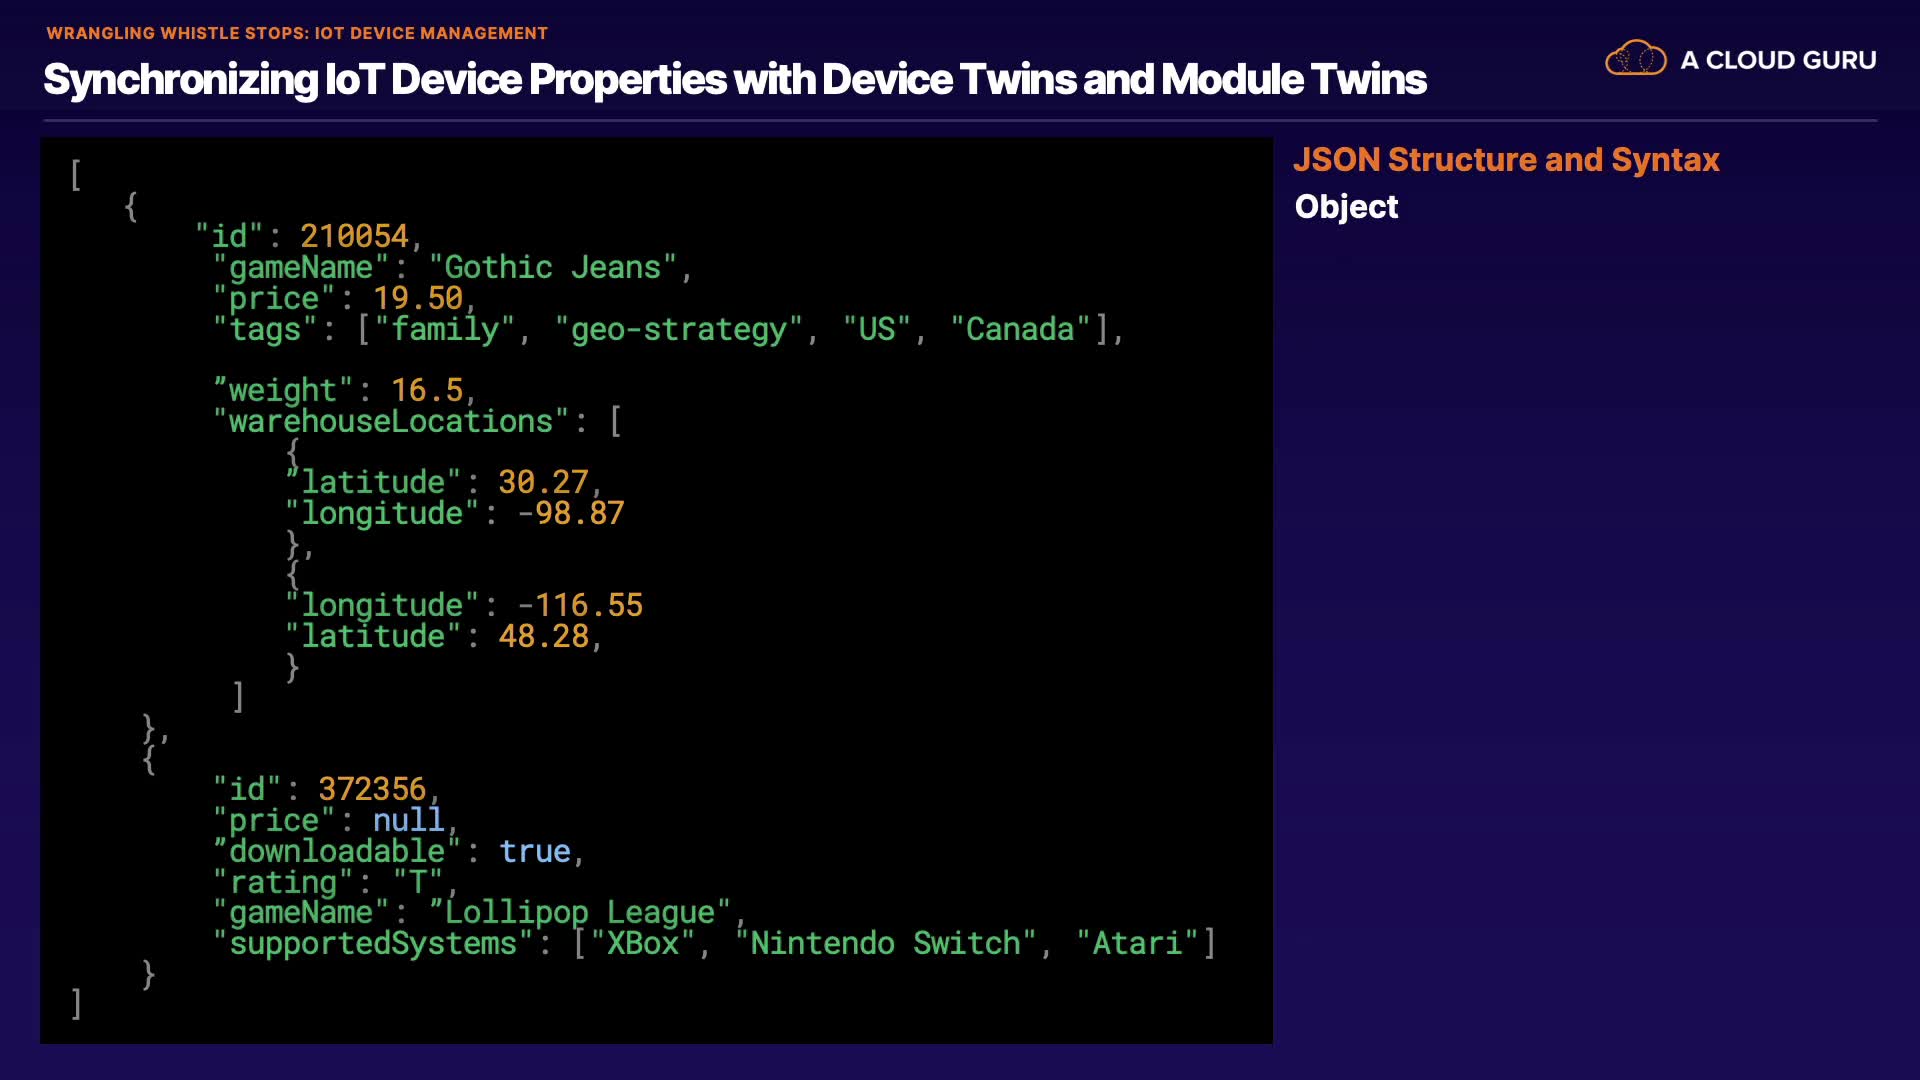 WRANGLING WHISTLE STOPS: IOT DEVICE MANAGEMENT
Synchronizing IoT Device Properties with Device Twins and Module Twins
A CLOUD GURU
[
{
"id": 210054,
"gameName": "Gothic Jeans",
"price": 19.50,
"tags": ["family", "geo-strategy", "US", "Canada"],
”weight": 16.5,
"warehouseLocations": [
{
”latitude": 30.27,
"longitude": -98.87
},
{
"longitude": -116.55
"latitude": 48.28,
}
]
},
{
"id": 372356,
"price": null,
”downloadable": true,
"rating": "T",
"gameName": ”Lollipop League",
"supportedSystems": ["XBox", "Nintendo Switch", "Atari"]
}
]
JSON Structure and Syntax
Object